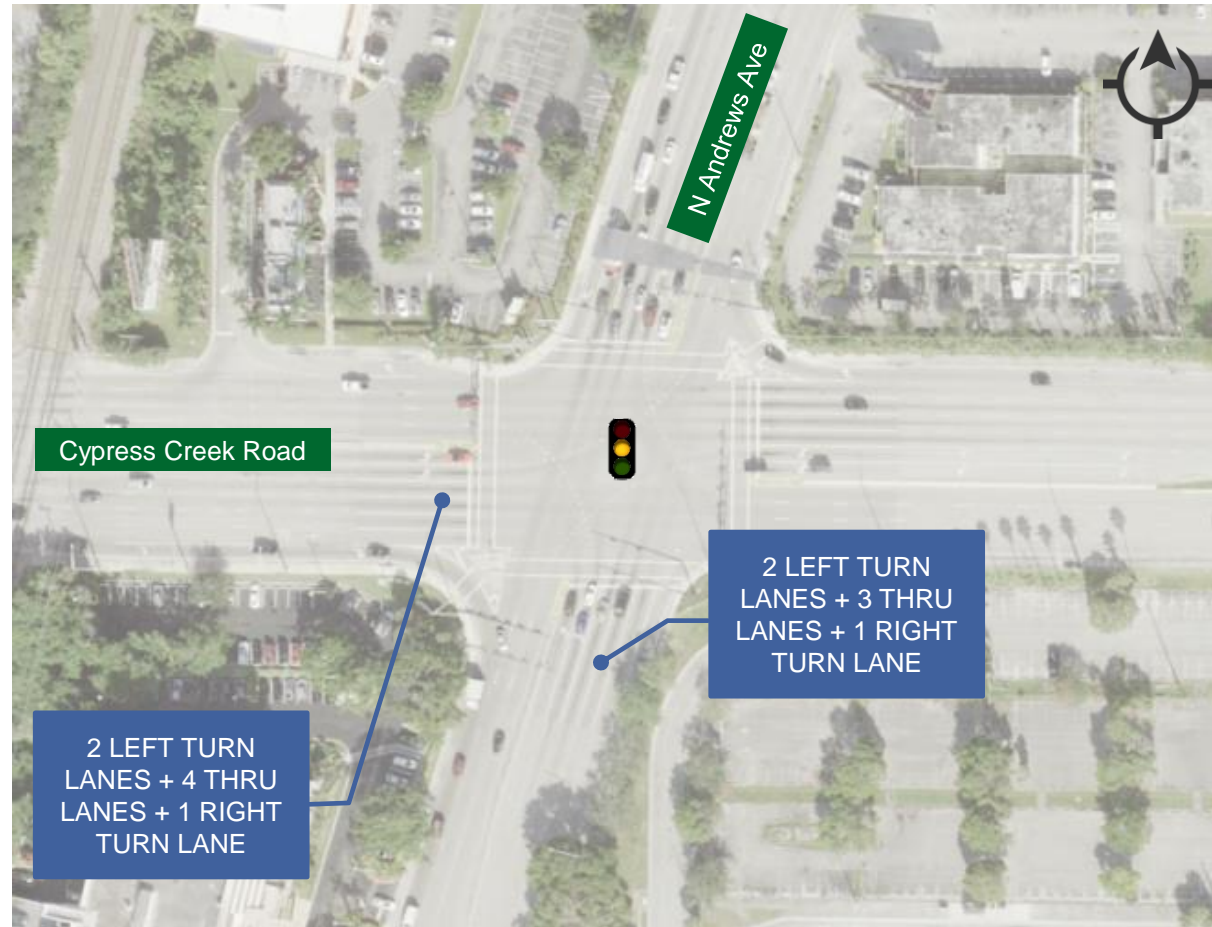 N Andrews Ave
Cypress Creek Road
2 LEFT TURN
LANES + 3 THRU
LANES + 1 RIGHT
TURN LANE
2 LEFT TURN
LANES + 4 THRU
LANES + 1 RIGHT
TURN LANE